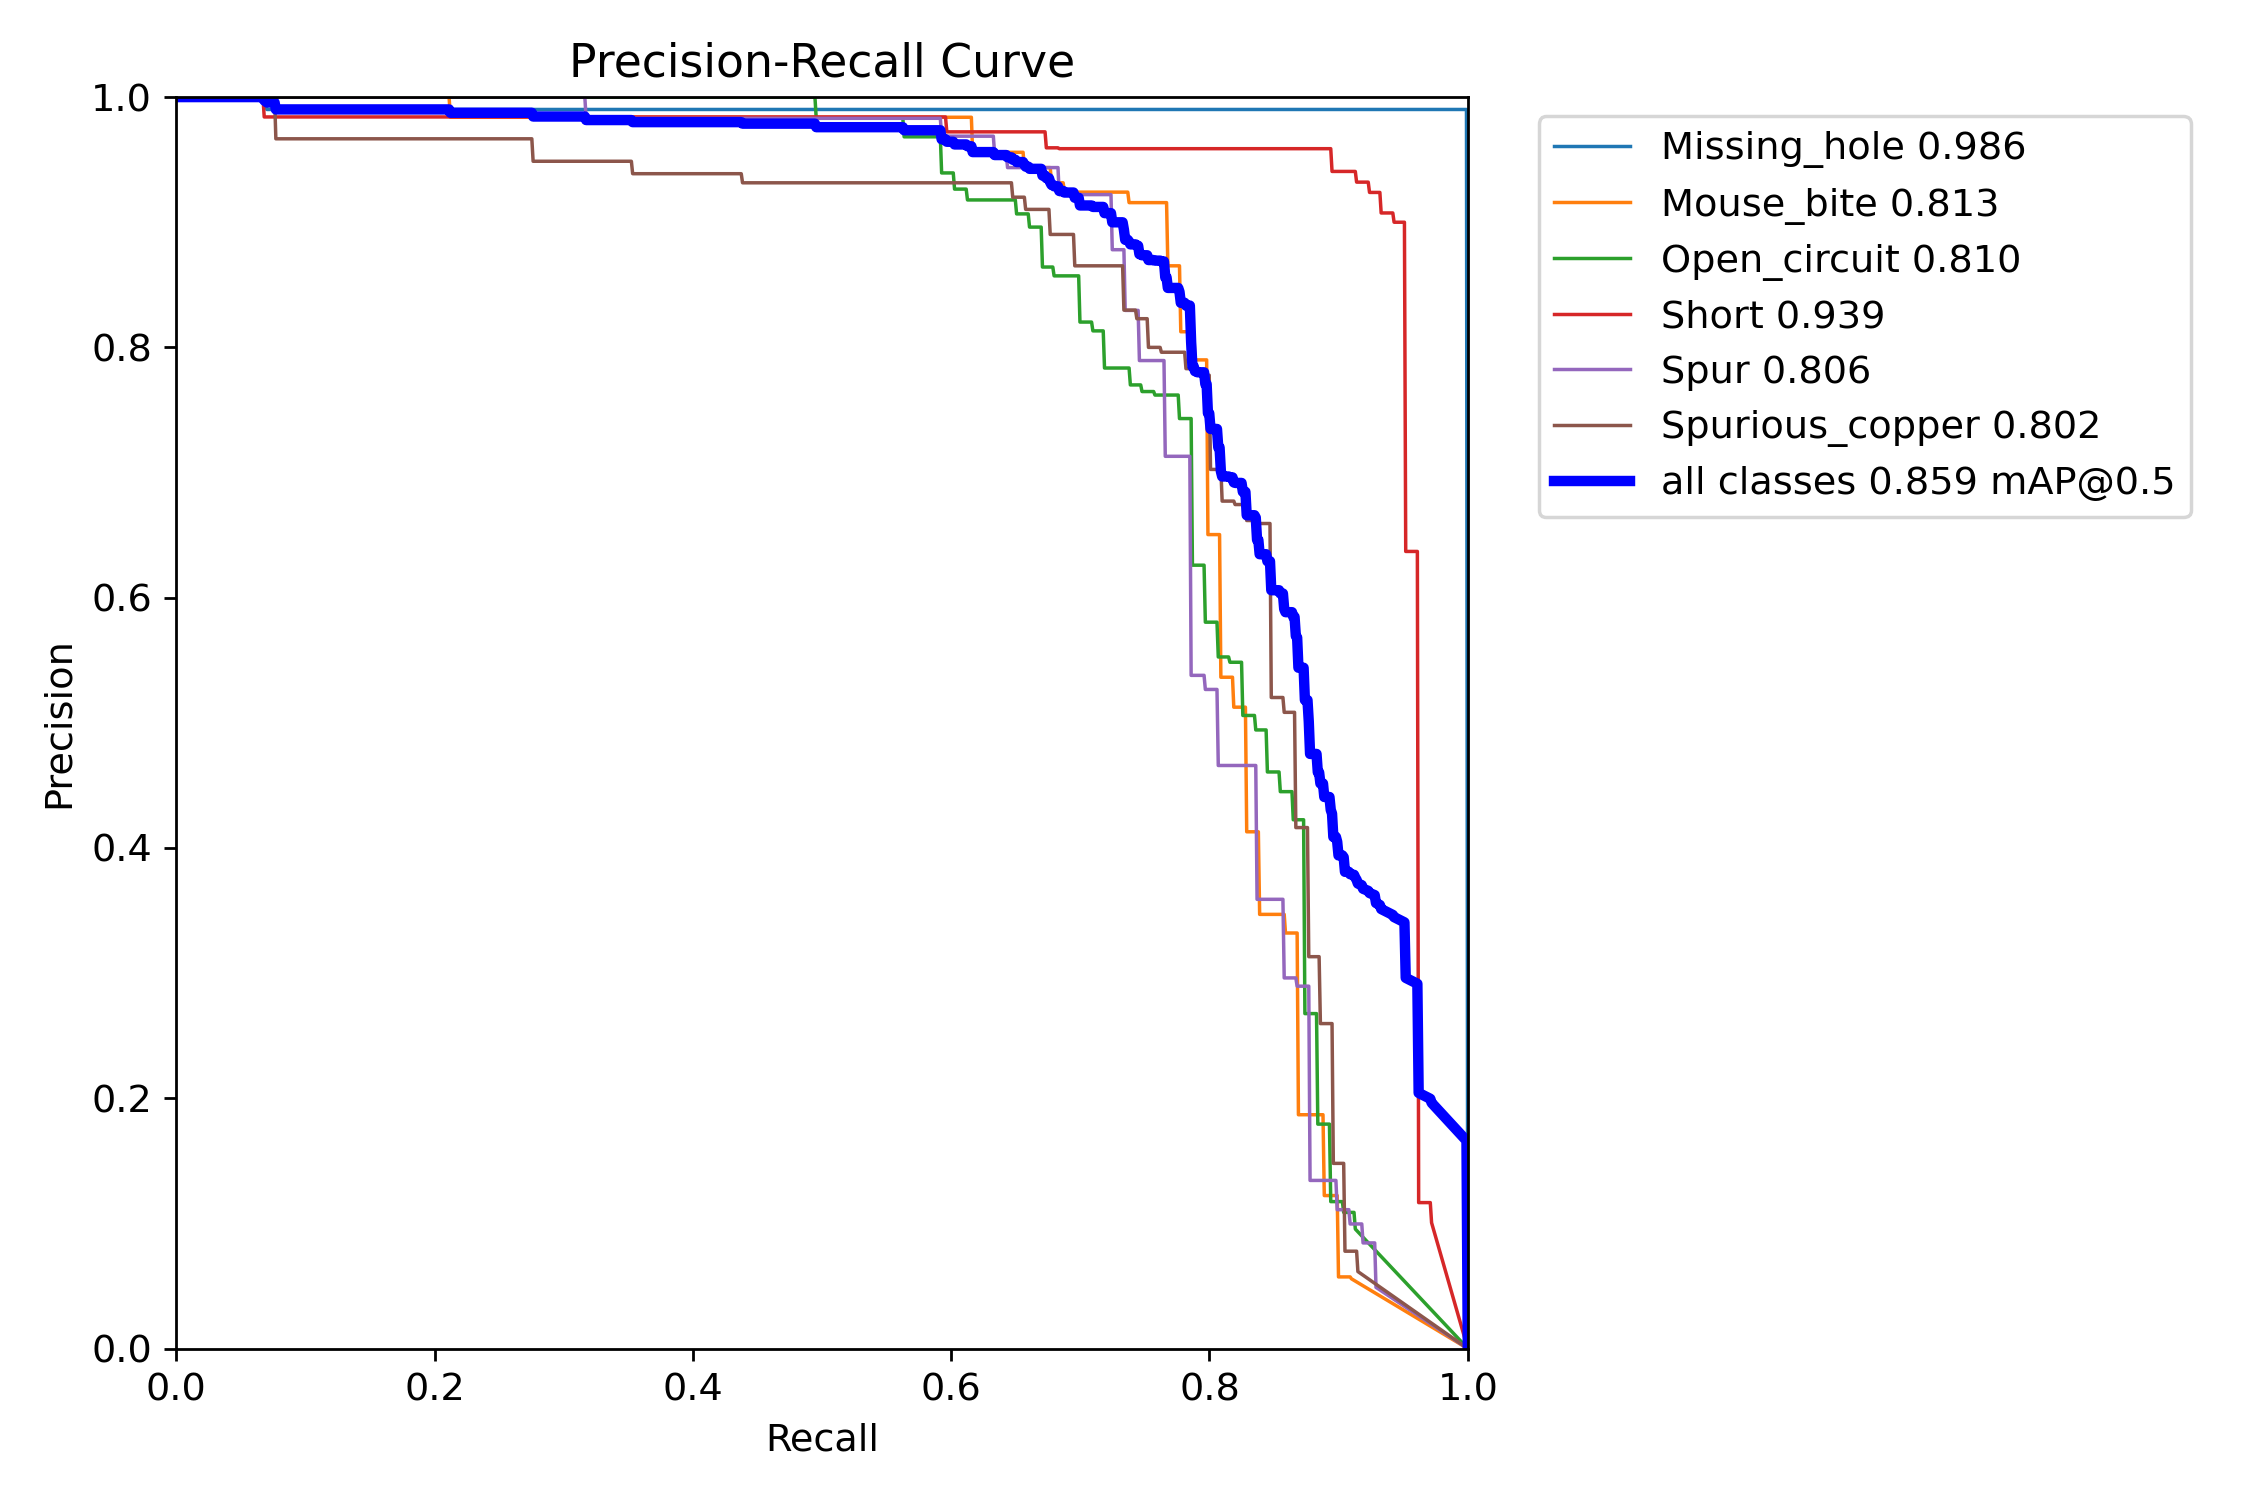 Precision-Recall Curve
1.0
0.8
0.6
0.4
0.2
0.0
Precision
0.0 0.2 0.4 0.6 0.8 1.0
Recall
Missing_hole 0.986
Mouse_bite 0.813
Open_circuit 0.810
Short 0.939
Spur 0.806
Spurious_copper 0.802
all classes 0.859 mAP@0.5